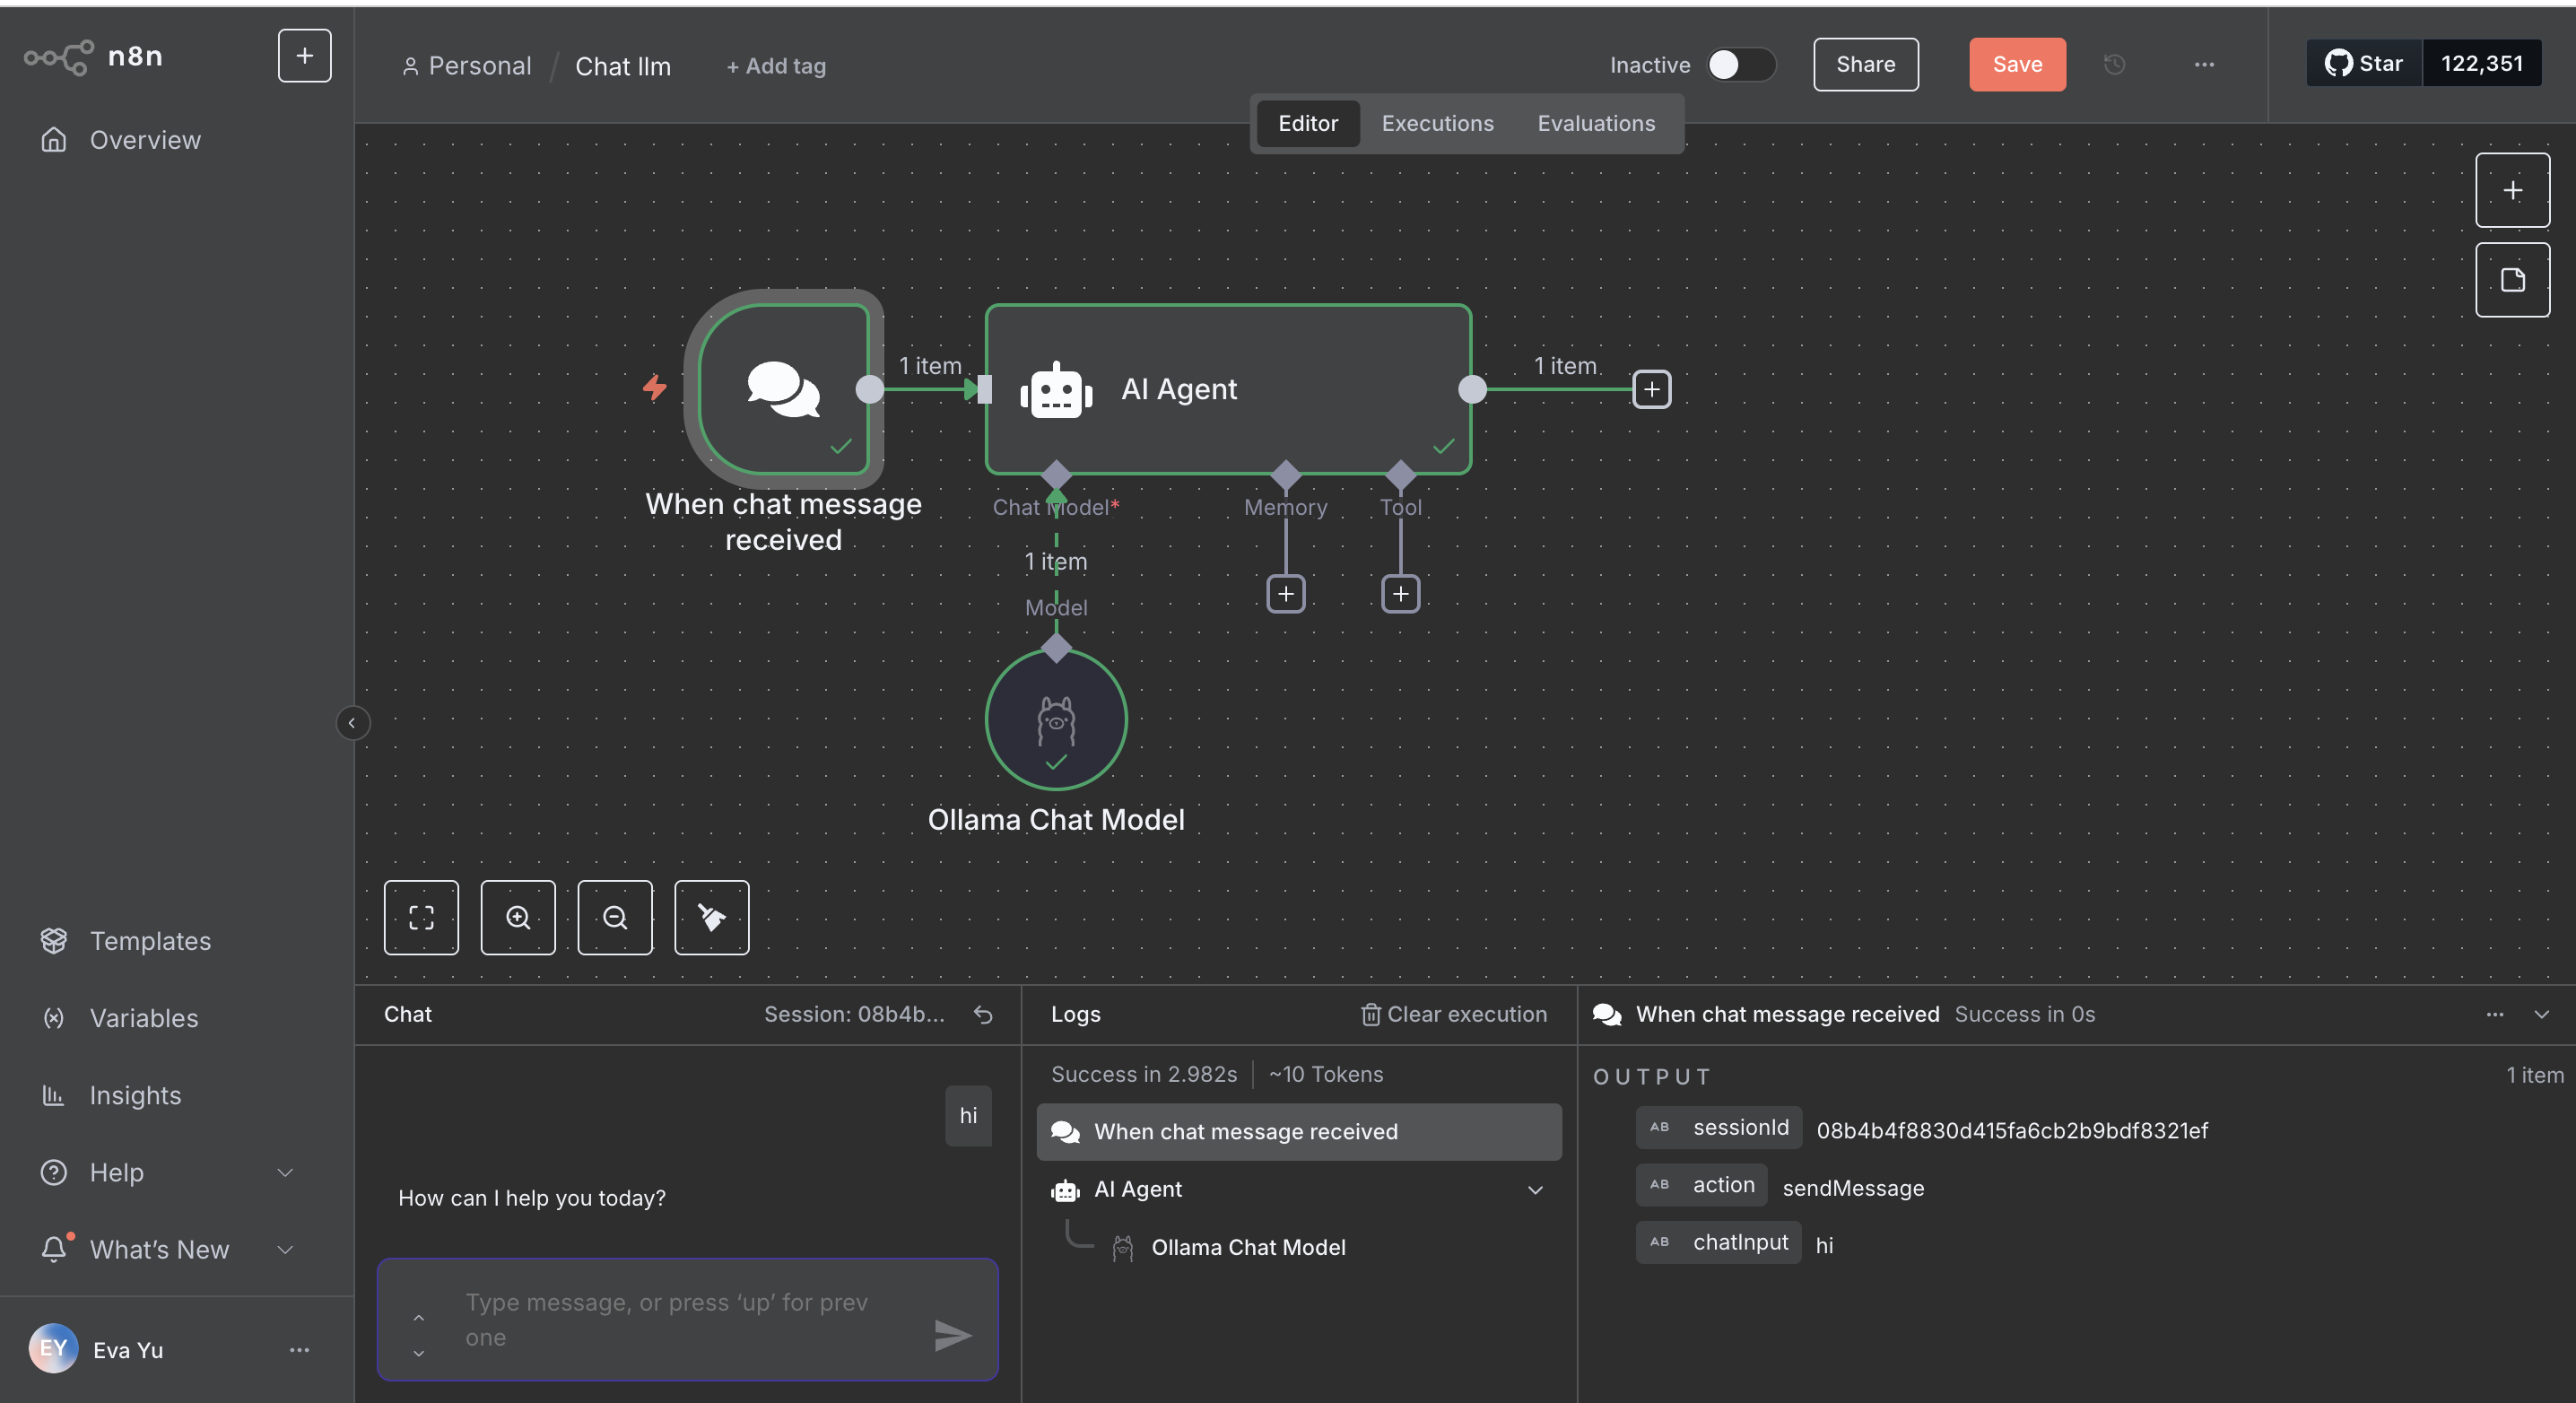 n8n
Personal / Chat llm + Add tag
Inactive Share Save ... Star 122,351
Editor Executions Evaluations
Overview
1 item
AI Agent
1 item
When chat message
received
Chat Model*
Memory
Tool
1 item
Model
Ollama Chat Model
Templates
Variables
Insights
Help
What's New
EY Eva Yu ...
Chat Session: 08b4b...
hi
How can I help you today?
Type message, or press ‘up’ for prev
one
Logs Clear execution
Success in 2.982s ~10 Tokens
When chat message received
AI Agent
Ollama Chat Model
When chat message received Success in 0s ...
OUTPUT 1 item
AB sessionId 08b4b4f8830d415fa6cb2b9bdf8321ef
AB action sendMessage
AB chatInput hi